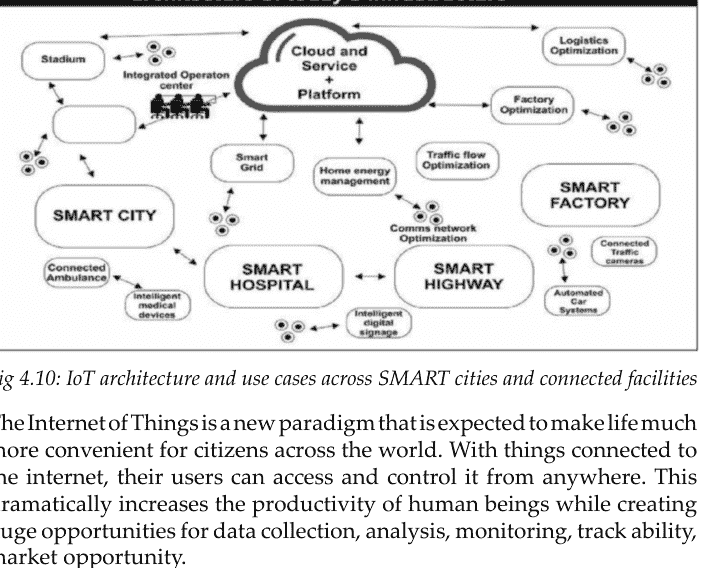 Cloud and
Service
+
Platform
Stadium
Integrated Operaton
center
Logistics
Optimization
Factory
Optimization
Smart
Grid
Home energy
management
Traffic flow
Optimization
SMART CITY
SMART
FACTORY
Comms network
Optimization
Connected
Ambulance
SMART
HOSPITAL
SMART
HIGHWAY
Connected
Traffic
cameras
Intelligent
medical
devices
Automated
Car
Systems
Intelligent
digital
signage
ig 4.10: IoT architecture and use cases across SMART cities and connected facilities
The Internet of Things is a new paradigm that is expected to make life much
more convenient for citizens across the world. With things connected to
he internet, their users can access and control it from anywhere. This
dramatically increases the productivity of human beings while creating
huge opportunities for data collection, analysis, monitoring, track ability,
market opportunity.